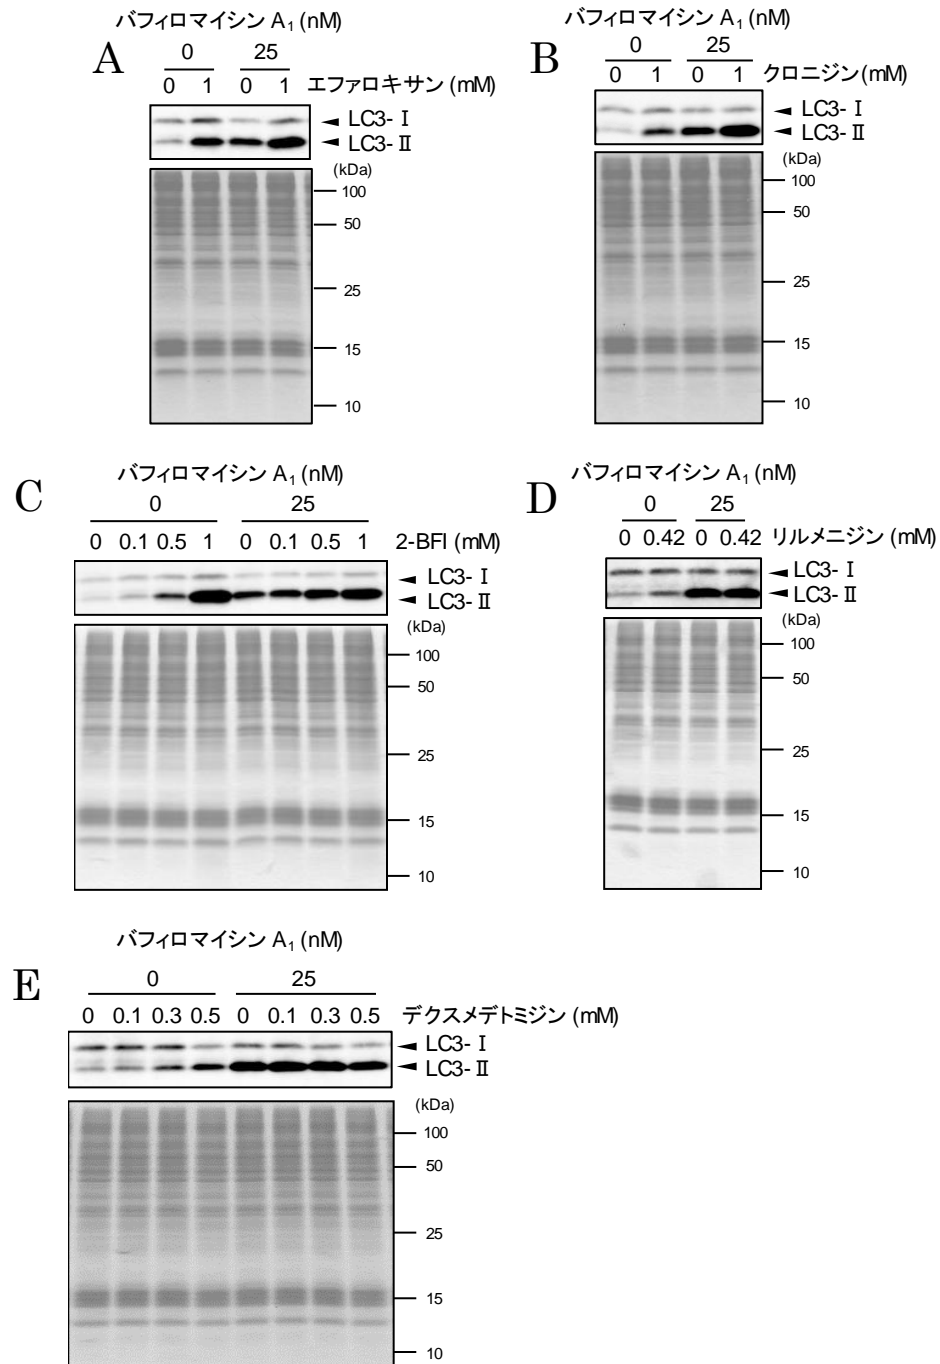 バフィロマイシン A₁ (nM)
A
0 25
0 1 0 1 エファロキサン (mM)
LC3-Ⅰ
LC3-Ⅱ
(kDa)
100
50
25
15
10
バフィロマイシン A₁ (nM)
B
0 25
0 1 0 1 クロニジン (mM)
LC3-Ⅰ
LC3-Ⅱ
(kDa)
100
50
25
15
10
バフィロマイシン A₁ (nM)
C
0 25
0 0.1 0.5 1 0 0.1 0.5 1 2-BFI (mM)
LC3-Ⅰ
LC3-Ⅱ
(kDa)
100
50
25
15
10
バフィロマイシン A₁ (nM)
D
0 25
0 0.42 0 0.42 リルメニジン (mM)
LC3-Ⅰ
LC3-Ⅱ
(kDa)
100
50
25
15
10
バフィロマイシン A₁ (nM)
E
0 25
0 0.1 0.3 0.5 0 0.1 0.3 0.5 デクスメデトミジン (mM)
LC3-Ⅰ
LC3-Ⅱ
(kDa)
100
50
25
15
10